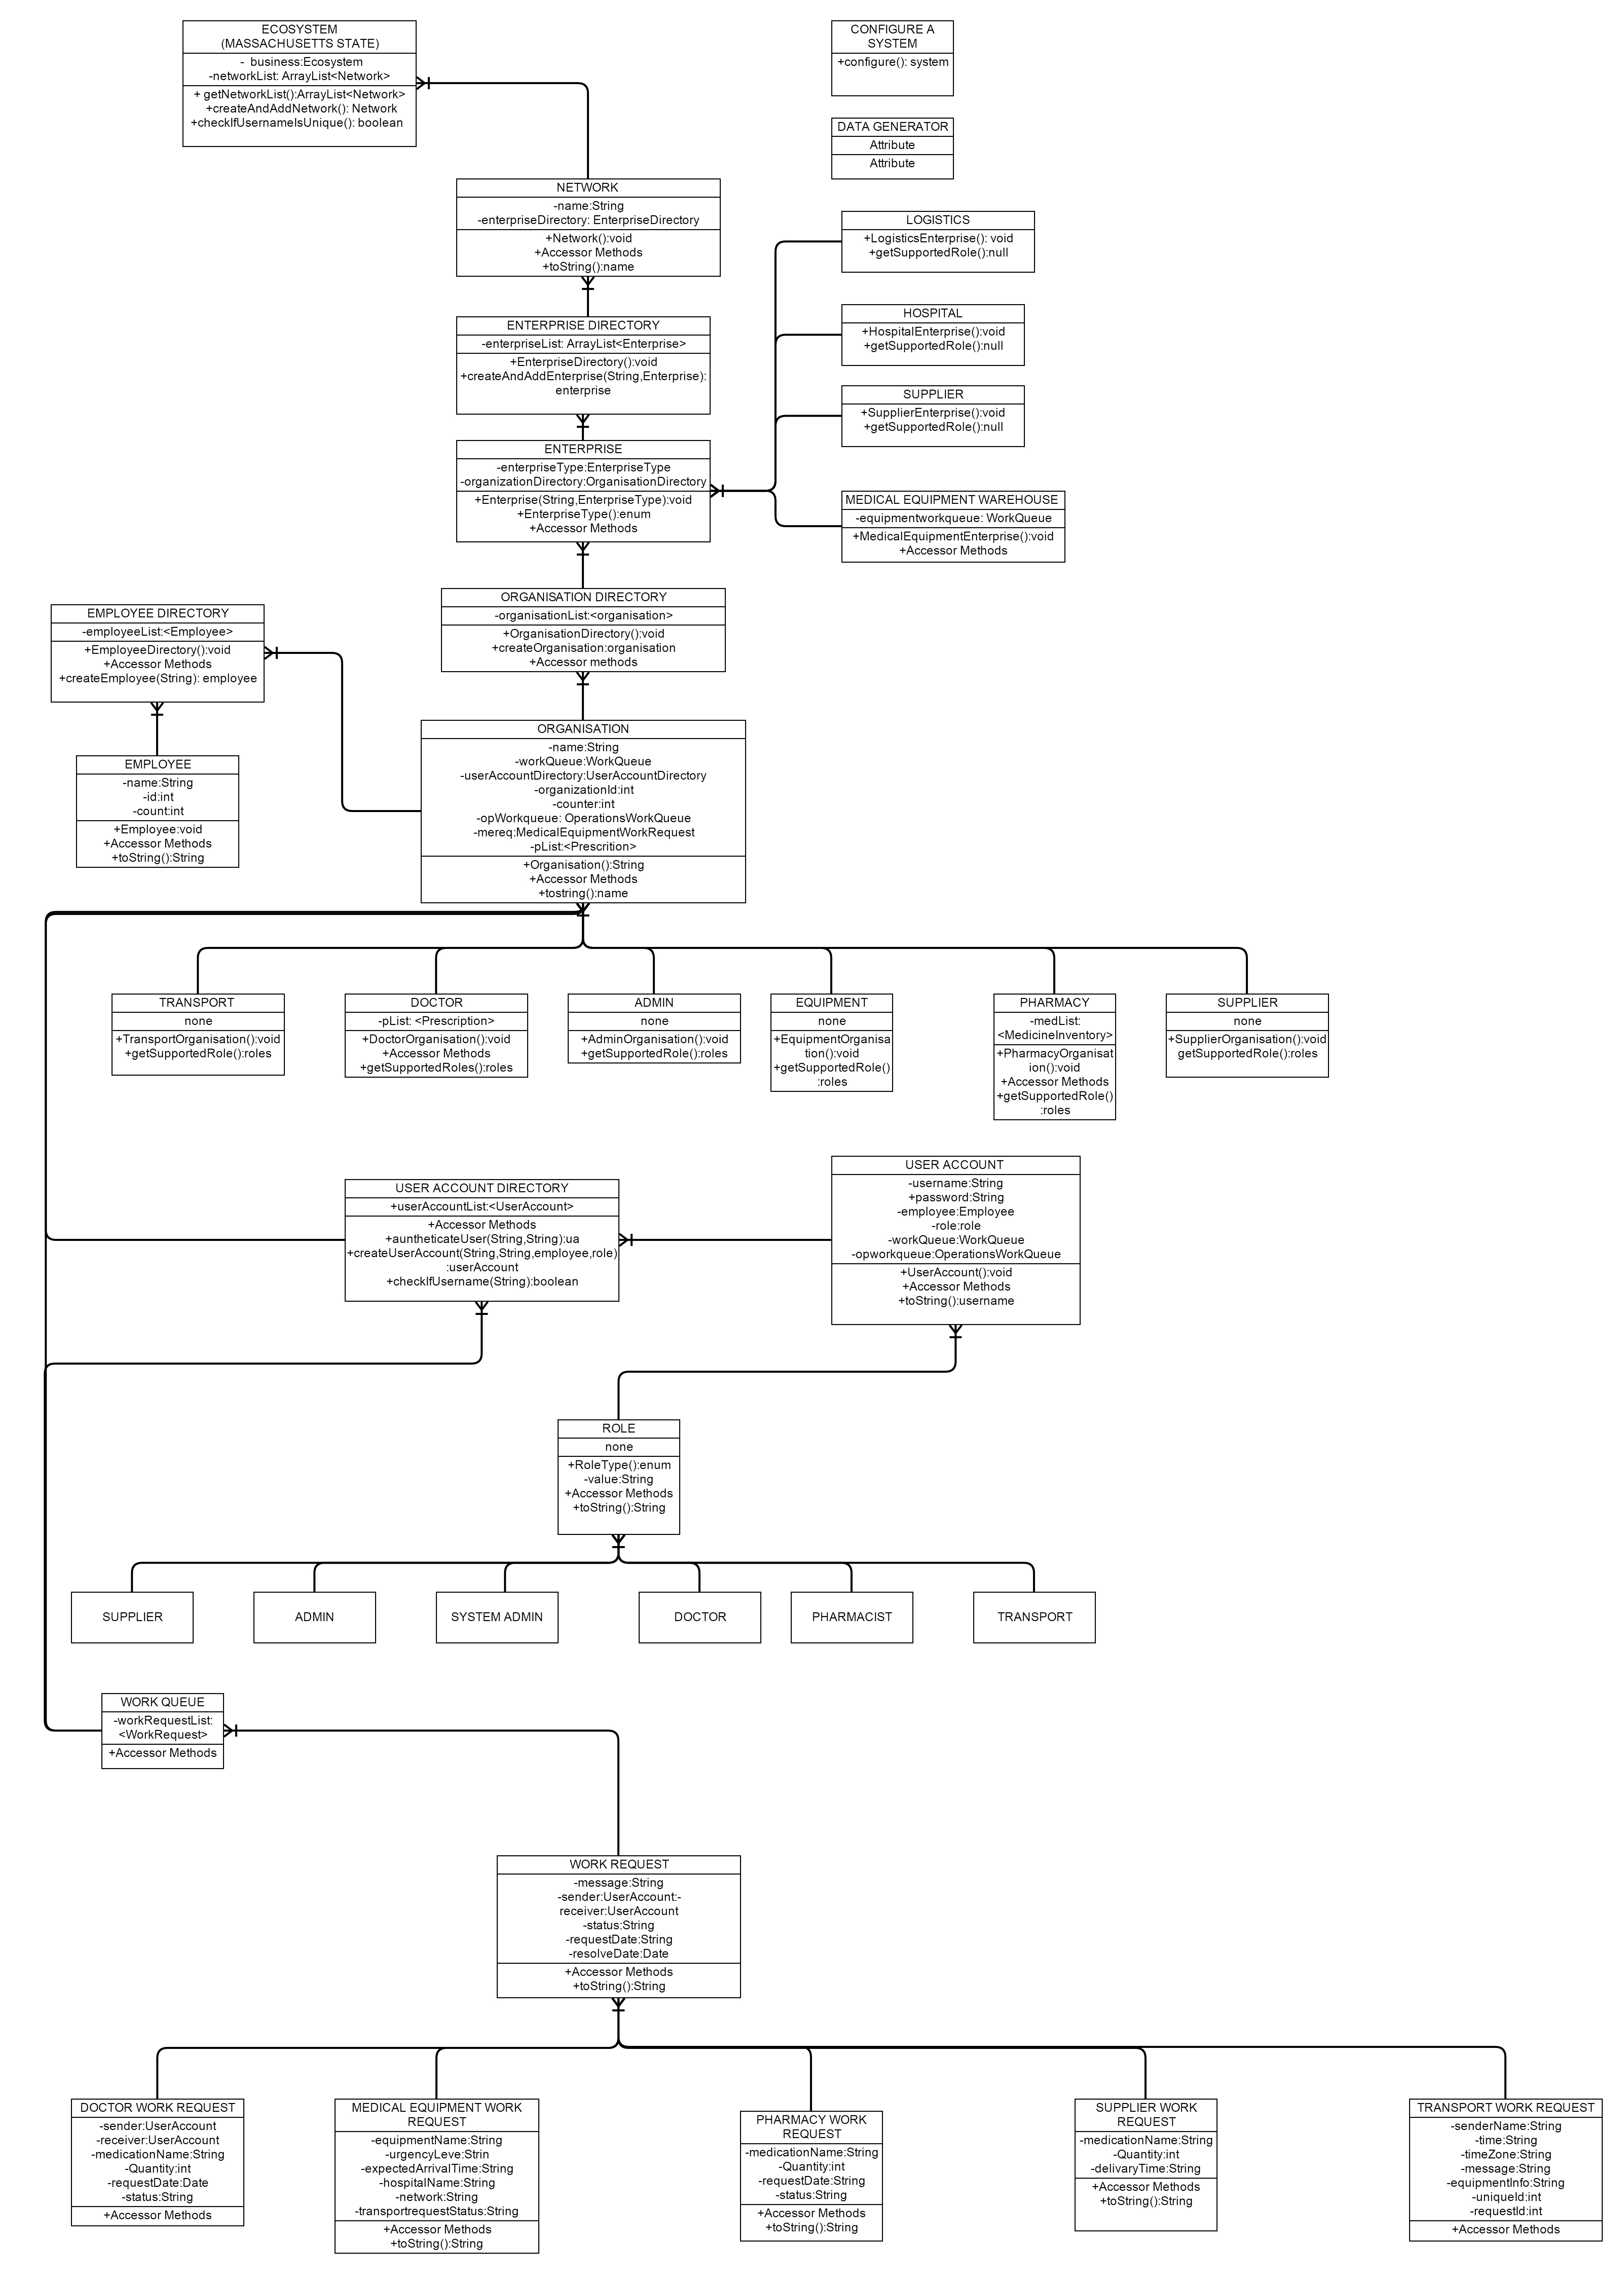 ECOSYSTEM
(MASSACHUSETTS STATE)
- business:Ecosystem
-networkList: ArrayList<Network>
+ getNetworkList():ArrayList<Network>
+createAndAddNetwork(): Network
+checkIfUsernameIsUnique(): boolean
CONFIGURE A
SYSTEM
+configure(): system
DATA GENERATOR
Attribute
Attribute
NETWORK
-name:String
-enterpriseDirectory: EnterpriseDirectory
+Network():void
+Accessor Methods
+toString():name
LOGISTICS
+LogisticsEnterprise(): void
+getSupportedRole():null
HOSPITAL
+HospitalEnterprise():void
+getSupportedRole():null
ENTERPRISE DIRECTORY
-enterpriseList: ArrayList<Enterprise>
+EnterpriseDirectory():void
+createAndAddEnterprise(String,Enterprise):
enterprise
SUPPLIER
+SupplierEnterprise():void
+getSupportedRole():null
ENTERPRISE
-enterpriseType:EnterpriseType
-organizationDirectory:OrganisationDirectory
+Enterprise(String,EnterpriseType):void
+EnterpriseType():enum
+Accessor Methods
MEDICAL EQUIPMENT WAREHOUSE
-equipmentworkqueue: WorkQueue
+MedicalEquipmentEnterprise():void
+Accessor Methods
ORGANISATION DIRECTORY
-organisationList:<organisation>
+OrganisationDirectory():void
+createOrganisation:organisation
+Accessor methods
EMPLOYEE DIRECTORY
-employeeList:<Employee>
+EmployeeDirectory():void
+Accessor Methods
+createEmployee(String): employee
EMPLOYEE
-name:String
-id:int
-count:int
+Employee:void
+Accessor Methods
+toString():String
ORGANISATION
-name:String
-workQueue:WorkQueue
-userAccountDirectory:UserAccountDirectory
-organizationId:int
-counter:int
-opWorkqueue: OperationsWorkQueue
-mereq:MedicalEquipmentWorkRequest
-pList:<Prescrition>
+Organisation():String
+Accessor Methods
+tostring():name
TRANSPORT
none
+TransportOrganisation():void
+getSupportedRole():roles
DOCTOR
-pList: <Prescription>
+DoctorOrganisation():void
+Accessor Methods
+getSupportedRoles():roles
ADMIN
none
+AdminOrganisation():void
+getSupportedRole():roles
EQUIPMENT
none
+EquipmentOrganisa
tion():void
+getSupportedRole()
:roles
PHARMACY
-medList:
<MedicineInventory>
+PharmacyOrganisat
ion():void
+Accessor Methods
+getSupportedRole()
:roles
SUPPLIER
none
+SupplierOrganisation():void
getSupportedRole():roles
USER ACCOUNT DIRECTORY
+userAccountList:<UserAccount>
+Accessor Methods
+auntheticateUser(String,String):ua
+createUserAccount(String,String,employee,role)
:userAccount
+checkIfUsername(String):boolean
USER ACCOUNT
-username:String
+password:String
-employee:Employee
-role:role
-workQueue:WorkQueue
-opworkqueue:OperationsWorkQueue
+UserAccount():void
+Accessor Methods
+toString():username
ROLE
none
+RoleType():enum
-value:String
+Accessor Methods
+toString():String
SUPPLIER
ADMIN
SYSTEM ADMIN
DOCTOR
PHARMACIST
TRANSPORT
WORK QUEUE
-workRequestList:
<WorkRequest>
+Accessor Methods
WORK REQUEST
-message:String
-sender:UserAccount:-
receiver:UserAccount
-status:String
-requestDate:String
-resolveDate:Date
+Accessor Methods
+toString():String
DOCTOR WORK REQUEST
-sender:UserAccount
-receiver:UserAccount
-medicationName:String
-Quantity:int
-requestDate:Date
-status:String
+Accessor Methods
MEDICAL EQUIPMENT WORK
REQUEST
-equipmentName:String
-urgencyLeve:Strin
-expectedArrivalTime:String
-hospitalName:String
-network:String
-transportrequestStatus:String
+Accessor Methods
+toString():String
PHARMACY WORK
REQUEST
-medicationName:String
-Quantity:int
-requestDate:String
-status:String
+Accessor Methods
+toString():String
SUPPLIER WORK
REQUEST
-medicationName:String
-Quantity:int
-delivaryTime:String
+Accessor Methods
+toString():String
TRANSPORT WORK REQUEST
-senderName:String
-time:String
-timeZone:String
-message:String
-equipmentInfo:String
-uniqueId:int
-requestId:int
+Accessor Methods